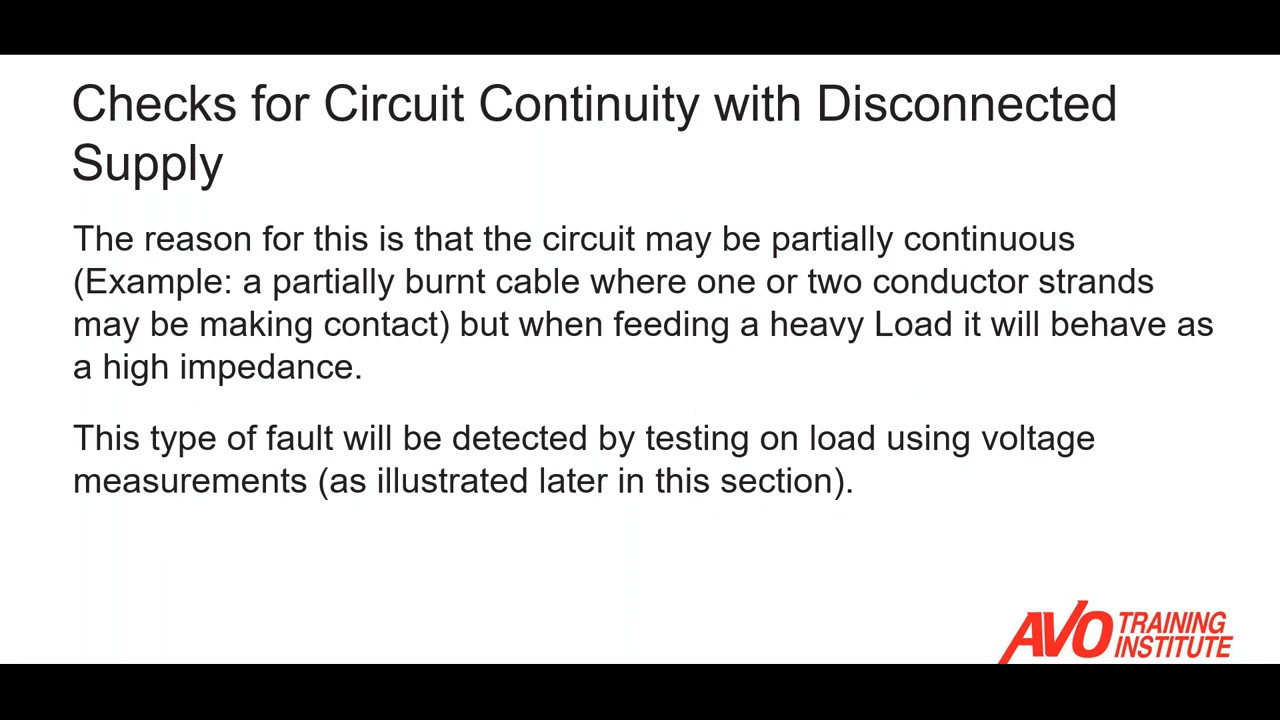 Checks for Circuit Continuity with Disconnected
Supply
The reason for this is that the circuit may be partially continuous
(Example: a partially burnt cable where one or two conductor strands
may be making contact) but when feeding a heavy Load it will behave as
a high impedance.
This type of fault will be detected by testing on load using voltage
measurements (as illustrated later in this section).
AVO TRAINING
INSTITUTE